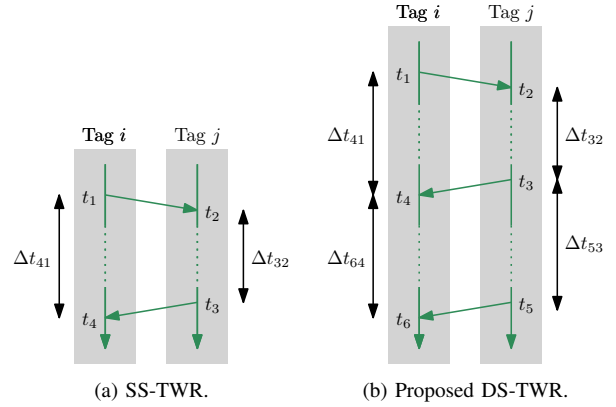 Tag i Tag j
t1
t2
Δt41
Δt32
t3
t4
(a) SS-TWR.
Tag i Tag j
t1
t2
Δt41
Δt32
t3
t4
Δt64
Δt53
t5
t6
(b) Proposed DS-TWR.